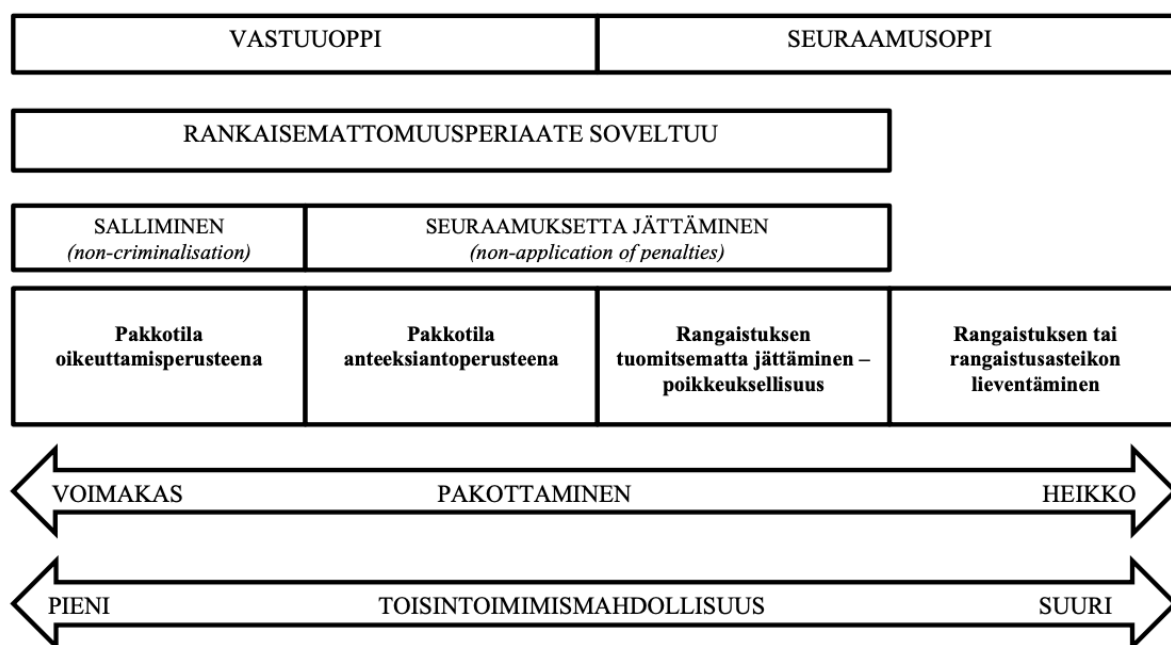 VASTUUOPPI
SEURAAMUSOPPI
RANKAISEMATTOMUUSPERIAATE SOVELTUU
SALLIMINEN
(non-criminalisation)
SEURAAMUKSETTA JÄTTÄMINEN
(non-application of penalties)
Pakkotila
oikeuttamisperusteena
Pakkotila
anteeksiantoperusteena
Rangaistuksen
tuomitsematta jättäminen –
poikkeuksellisuus
Rangaistuksen tai
rangaistusasteikon
lieventäminen
VOIMAKAS PAKOTTAMINEN HEIKKO
PIENI TOISINTOIMIMISMAHDOLLISUUS SUURI